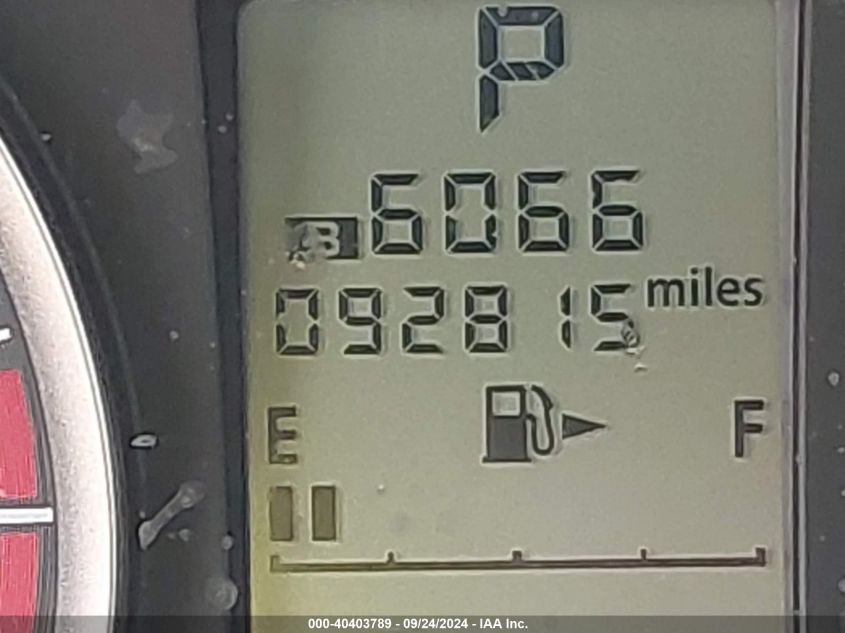 P
B 6066
092815 miles
E F
000-40403789 - 09/24/2024 - IAA Inc.